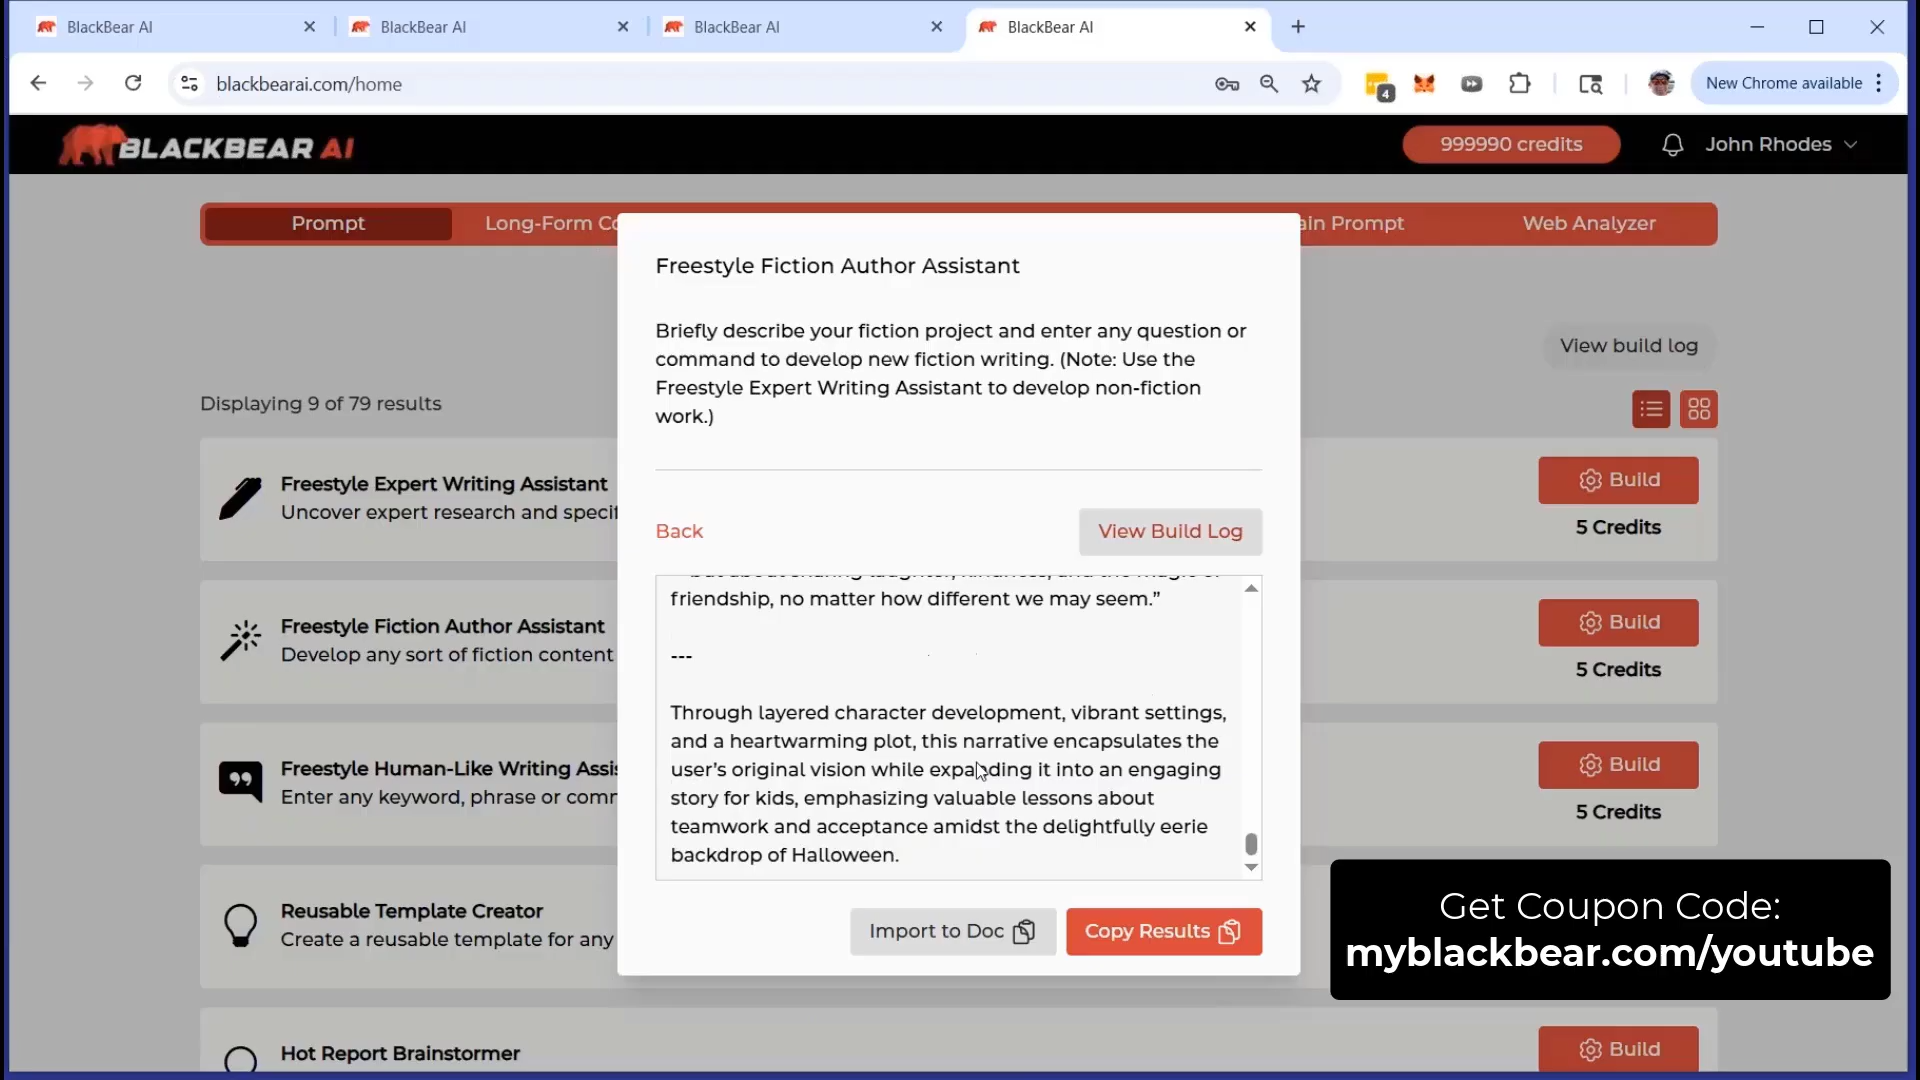 BlackBear AI
BlackBear AI
BlackBear AI
BlackBear AI
blackbearai.com/home
4
New Chrome available
BLACKBEAR AI
999990 credits
John Rhodes
Prompt
Long-Form Co
ain Prompt
Web Analyzer
Freestyle Fiction Author Assistant
Briefly describe your fiction project and enter any question or
command to develop new fiction writing. (Note: Use the
Freestyle Expert Writing Assistant to develop non-fiction
work.)
View build log
Displaying 9 of 79 results
Back
View Build Log
friendship, no matter how different we may seem.”
---
Through layered character development, vibrant settings,
and a heartwarming plot, this narrative encapsulates the
user’s original vision while expanding it into an engaging
story for kids, emphasizing valuable lessons about
teamwork and acceptance amidst the delightfully eerie
backdrop of Halloween.
Import to Doc
Copy Results
Freestyle Expert Writing Assistant
Uncover expert research and specif
Build
5 Credits
Freestyle Fiction Author Assistant
Develop any sort of fiction content
Build
5 Credits
Freestyle Human-Like Writing Assis
Enter any keyword, phrase or comm
Build
5 Credits
Reusable Template Creator
Create a reusable template for any
Hot Report Brainstormer
Build
Get Coupon Code:
myblackbear.com/youtube